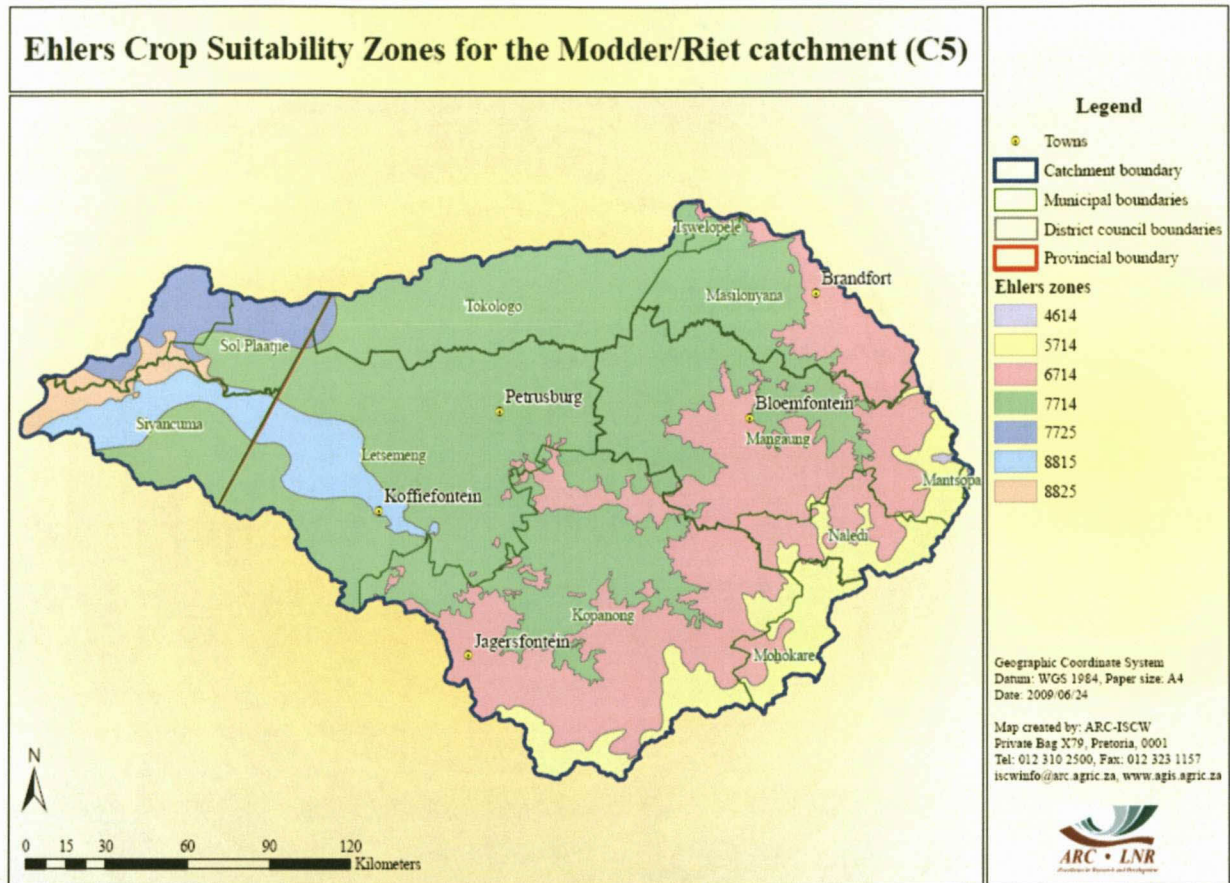 Ehlers Crop Suitability Zones for the Modder/Riet catchment (C5)
Legend
Towns
Catchment boundary
Municipal boundaries
District council boundaries
Provincial boundary
Ehlers zones
4614
5714
6714
7714
7725
8815
8825
Tswelopele
Brandfort
Masilonyana
Tokologo
Sol Plaatjie
Petrusburg
Bloemfontein
Mangaung
Siyancuma
Letsemeng
Mantsopa
Koffiefontein
Naledi
Kopanong
Jagersfontein
Mohokare
N
0 15 30 60 90 120
Kilometers
Geographic Coordinate System
Datum: WGS 1984, Paper size: A4
Date: 2009/06/24
Map created by: ARC-ISCW
Private Bag X79, Pretoria, 0001
Tel: 012 310 2500, Fax: 012 323 1157
iscwinfo@arc.agric.za, www.agis.agric.za
ARC • LNR
Excellence in Research and Development